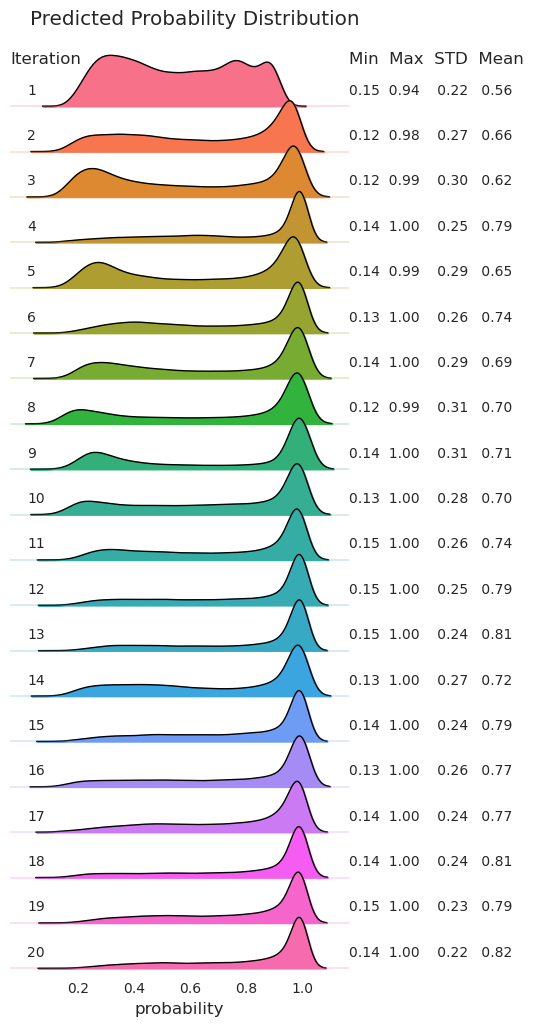 Predicted Probability Distribution
Iteration Min Max STD Mean
1 0.15 0.94 0.22 0.56
2 0.12 0.98 0.27 0.66
3 0.12 0.99 0.30 0.62
4 0.14 1.00 0.25 0.79
5 0.14 0.99 0.29 0.65
6 0.13 1.00 0.26 0.74
7 0.14 1.00 0.29 0.69
8 0.12 0.99 0.31 0.70
9 0.14 1.00 0.31 0.71
10 0.13 1.00 0.28 0.70
11 0.15 1.00 0.26 0.74
12 0.15 1.00 0.25 0.79
13 0.15 1.00 0.24 0.81
14 0.13 1.00 0.27 0.72
15 0.14 1.00 0.24 0.79
16 0.13 1.00 0.26 0.77
17 0.14 1.00 0.24 0.77
18 0.14 1.00 0.24 0.81
19 0.15 1.00 0.23 0.79
20 0.14 1.00 0.22 0.82
0.2 0.4 0.6 0.8 1.0
probability